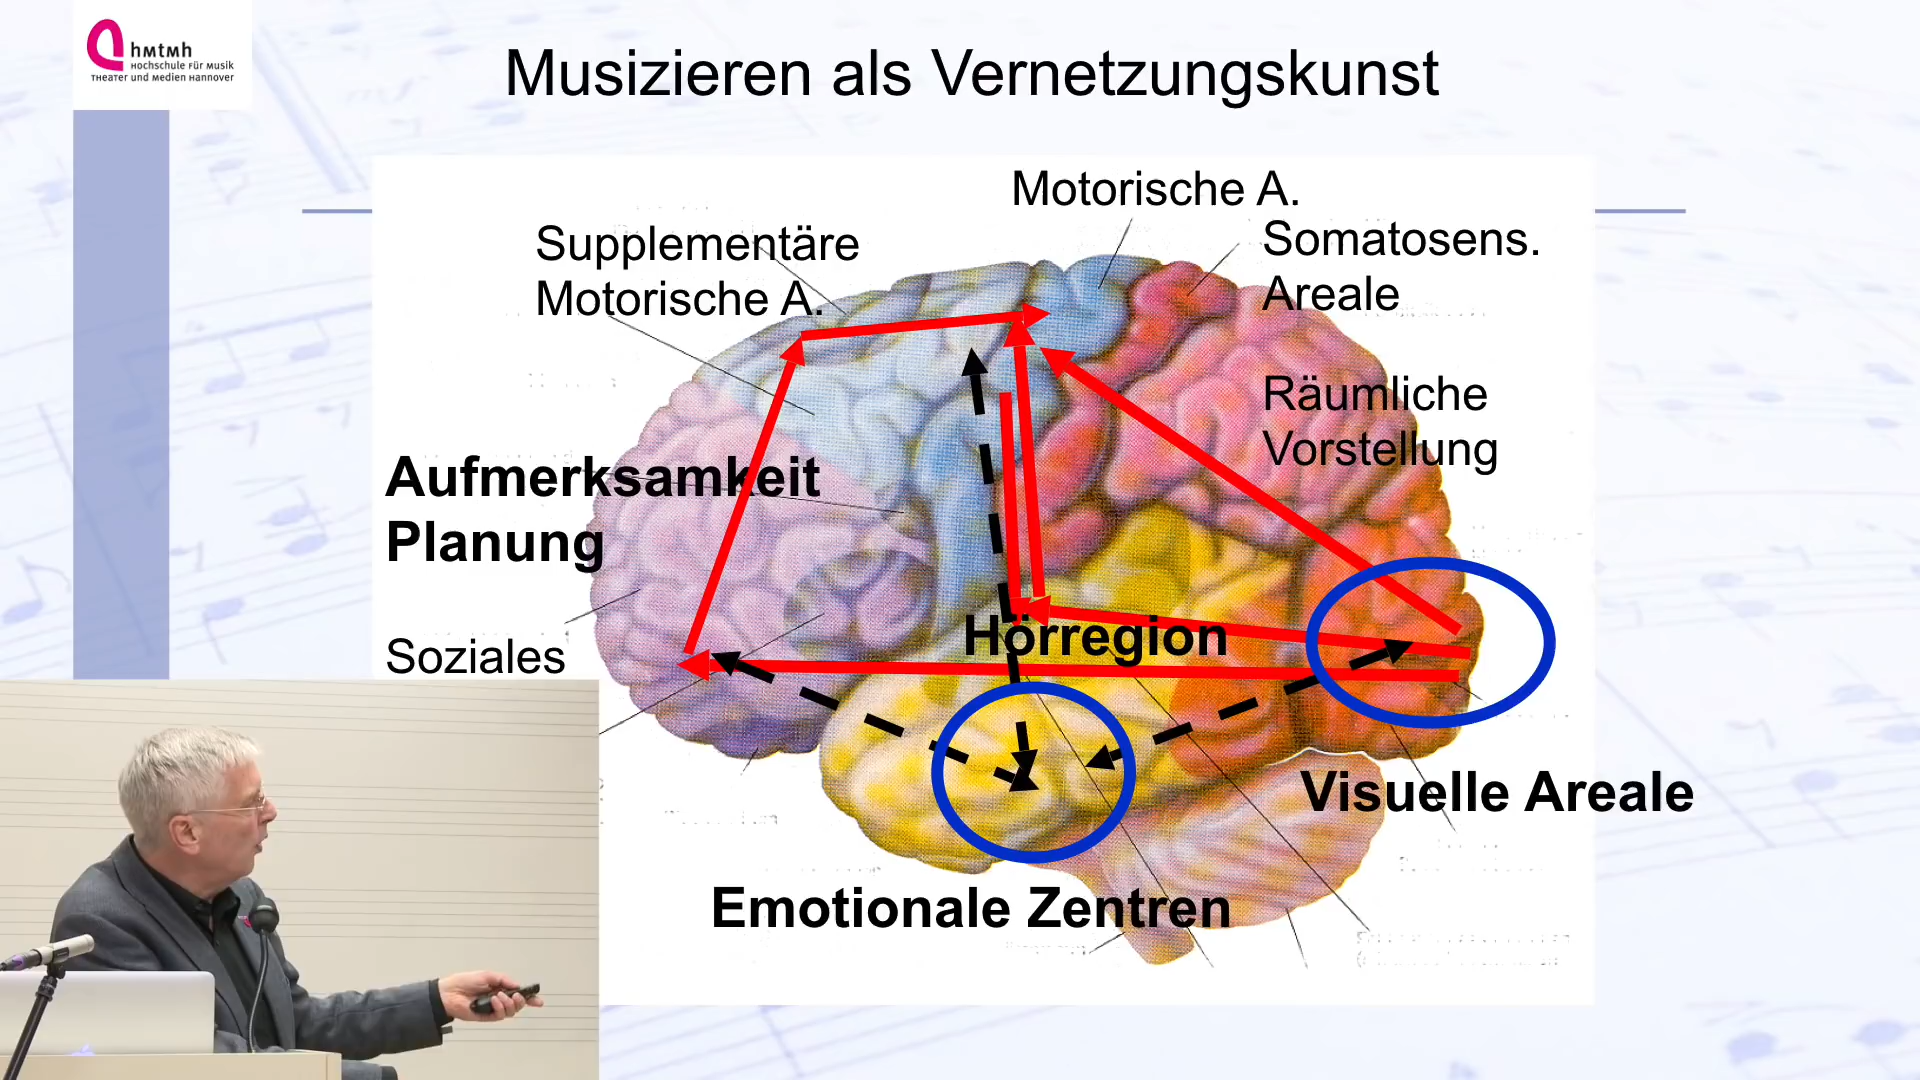 hmtmh
Hochschule für Musik
Theater und Medien Hannover
Musizieren als Vernetzungskunst
Motorische A.
Supplementäre
Motorische A.
Somatosens.
Areale
Räumliche
Vorstellung
Aufmerksamkeit
Planung
Soziales
Hörregion
Visuelle Areale
Emotionale Zentren